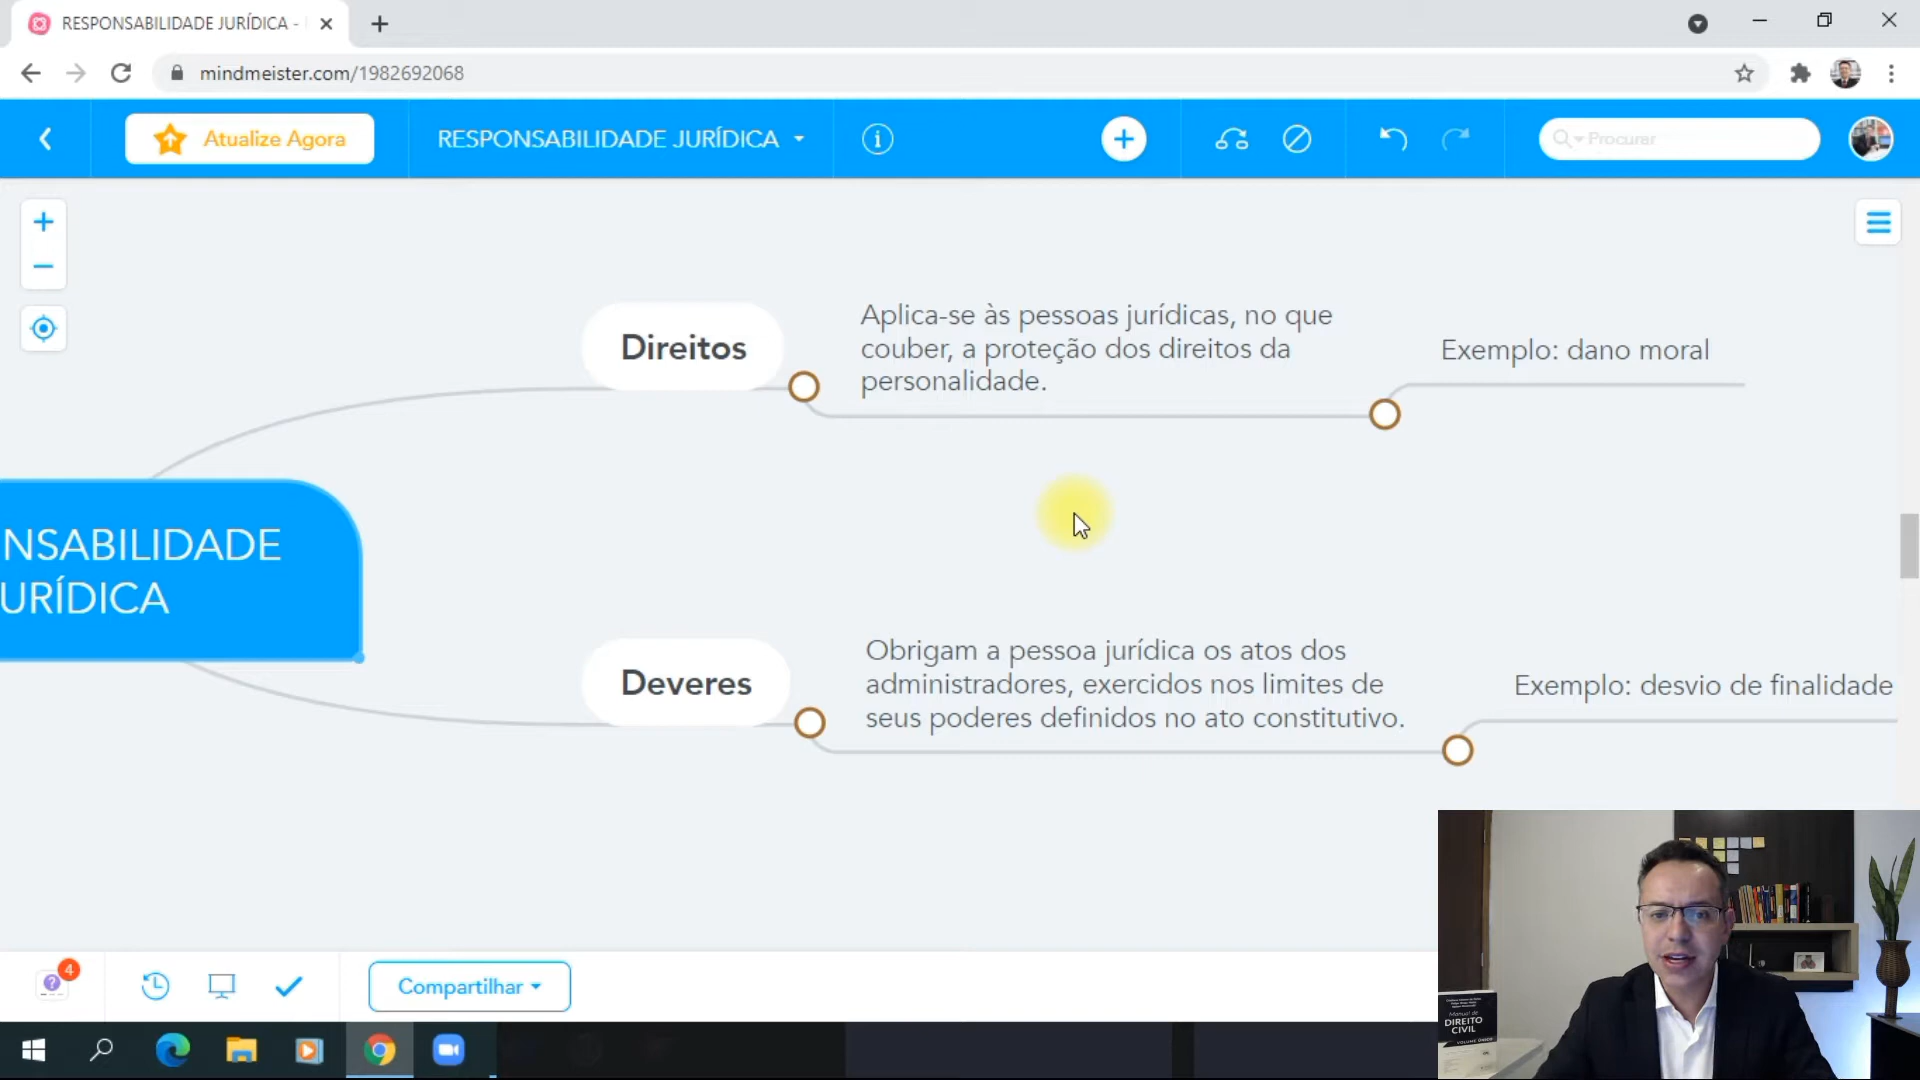 RESPONSABILIDADE JURÍDICA -
mindmeister.com/1982692068
Atualize Agora
RESPONSABILIDADE JURÍDICA
Procurar
Direitos
Aplica-se às pessoas jurídicas, no que
couber, a proteção dos direitos da
personalidade.
Exemplo: dano moral
NSABILIDADE
URÍDICA
Deveres
Obrigam a pessoa jurídica os atos dos
administradores, exercidos nos limites de
seus poderes definidos no ato constitutivo.
Exemplo: desvio de finalidade
4
Compartilhar
Manual de
DIREITO
CIVIL